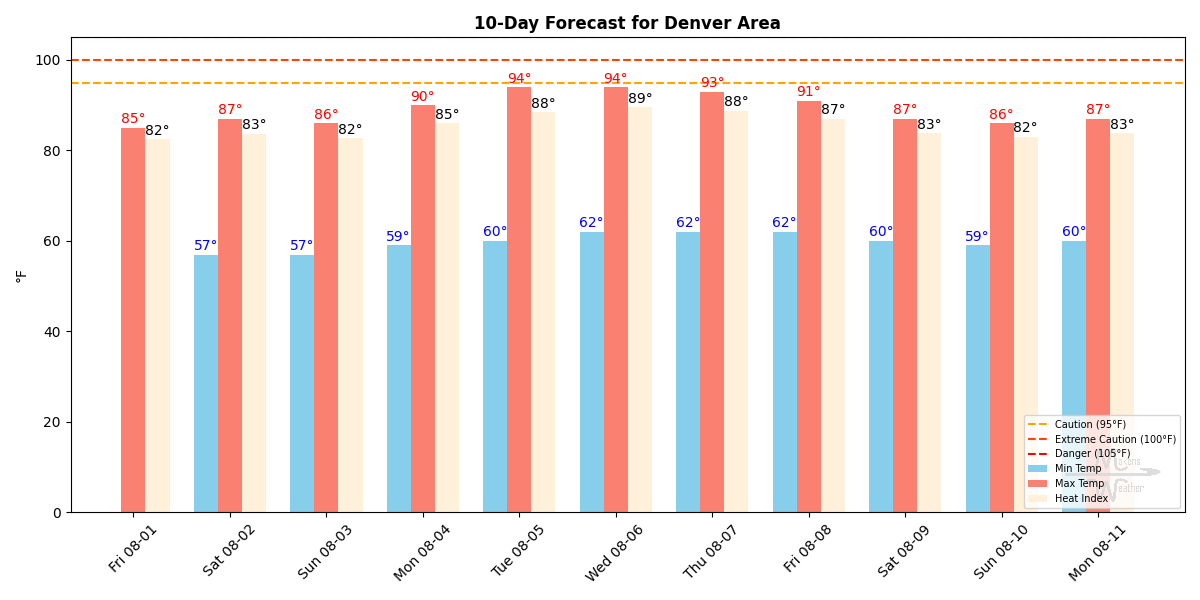 10-Day Forecast for Denver Area
°F
100
80
60
40
20
0
85° 82°
57° 87° 83°
57° 86° 82°
59° 90° 85°
60° 94° 88°
62° 94° 89°
62° 93° 88°
62° 91° 87°
60° 87° 83°
59° 86° 82°
60° 87° 83°
Fri 08-01
Sat 08-02
Sun 08-03
Mon 08-04
Tue 08-05
Wed 08-06
Thu 08-07
Fri 08-08
Sat 08-09
Sun 08-10
Mon 08-11
Caution (95°F)
Extreme Caution (100°F)
Danger (105°F)
Min Temp
Max Temp
Heat Index